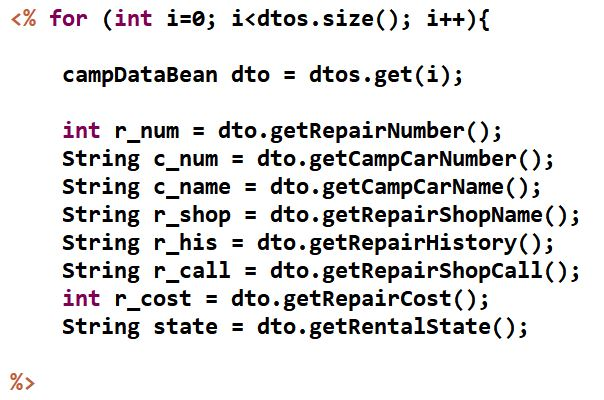 <% for (int i=0; i<dtos.size(); i++){
campDataBean dto = dtos.get(i);
int r_num = dto.getRepairNumber();
String c_num = dto.getCampCarNumber();
String c_name = dto.getCampCarName();
String r_shop = dto.getRepairShopName();
String r_his = dto.getRepairHistory();
String r_call = dto.getRepairShopCall();
int r_cost = dto.getRepairCost();
String state = dto.getRentalState();
%>